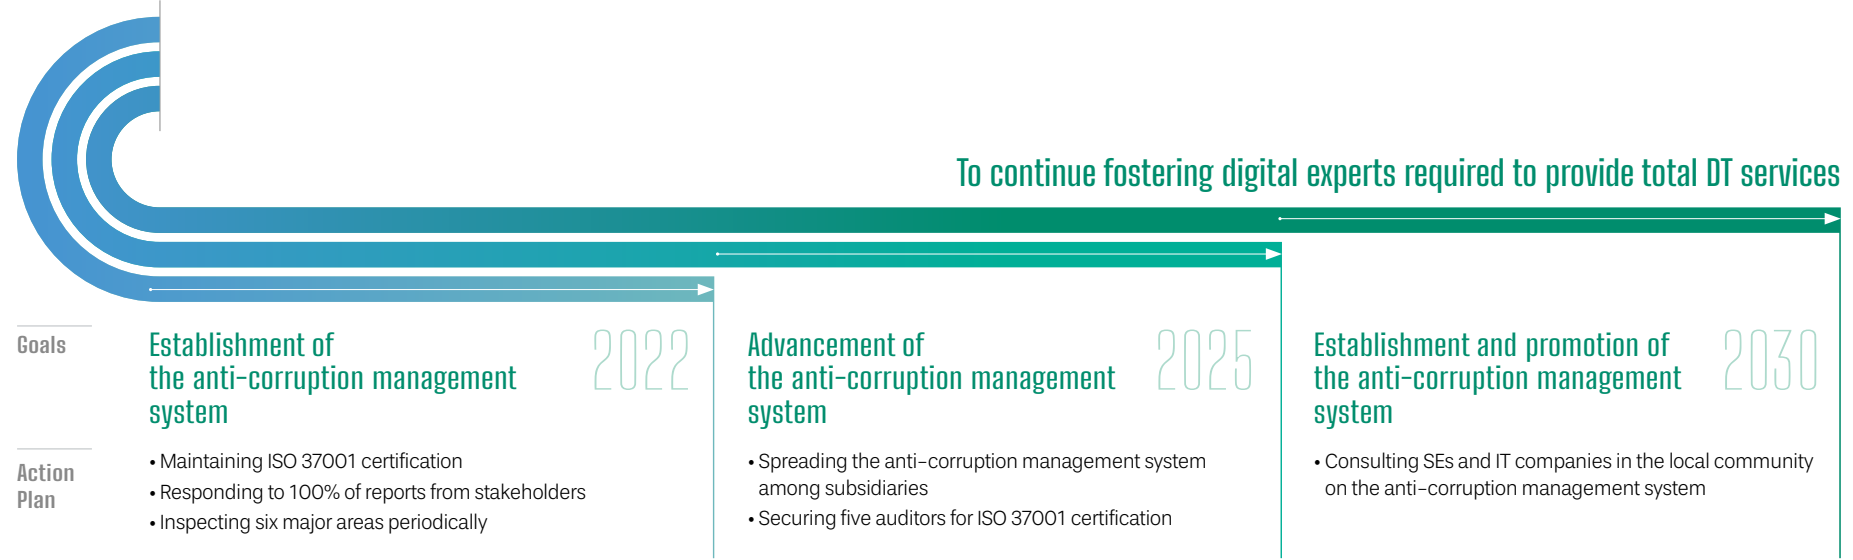 To continue fostering digital experts required to provide total DT services
Goals
Establishment of
the anti-corruption management
system
2022
Advancement of
the anti-corruption management
system
2025
Establishment and promotion of
the anti-corruption management
system
2030
Action
Plan
• Maintaining ISO 37001 certification
• Responding to 100% of reports from stakeholders
• Inspecting six major areas periodically
• Spreading the anti-corruption management system
among subsidiaries
• Securing five auditors for ISO 37001 certification
• Consulting SEs and IT companies in the local community
on the anti-corruption management system